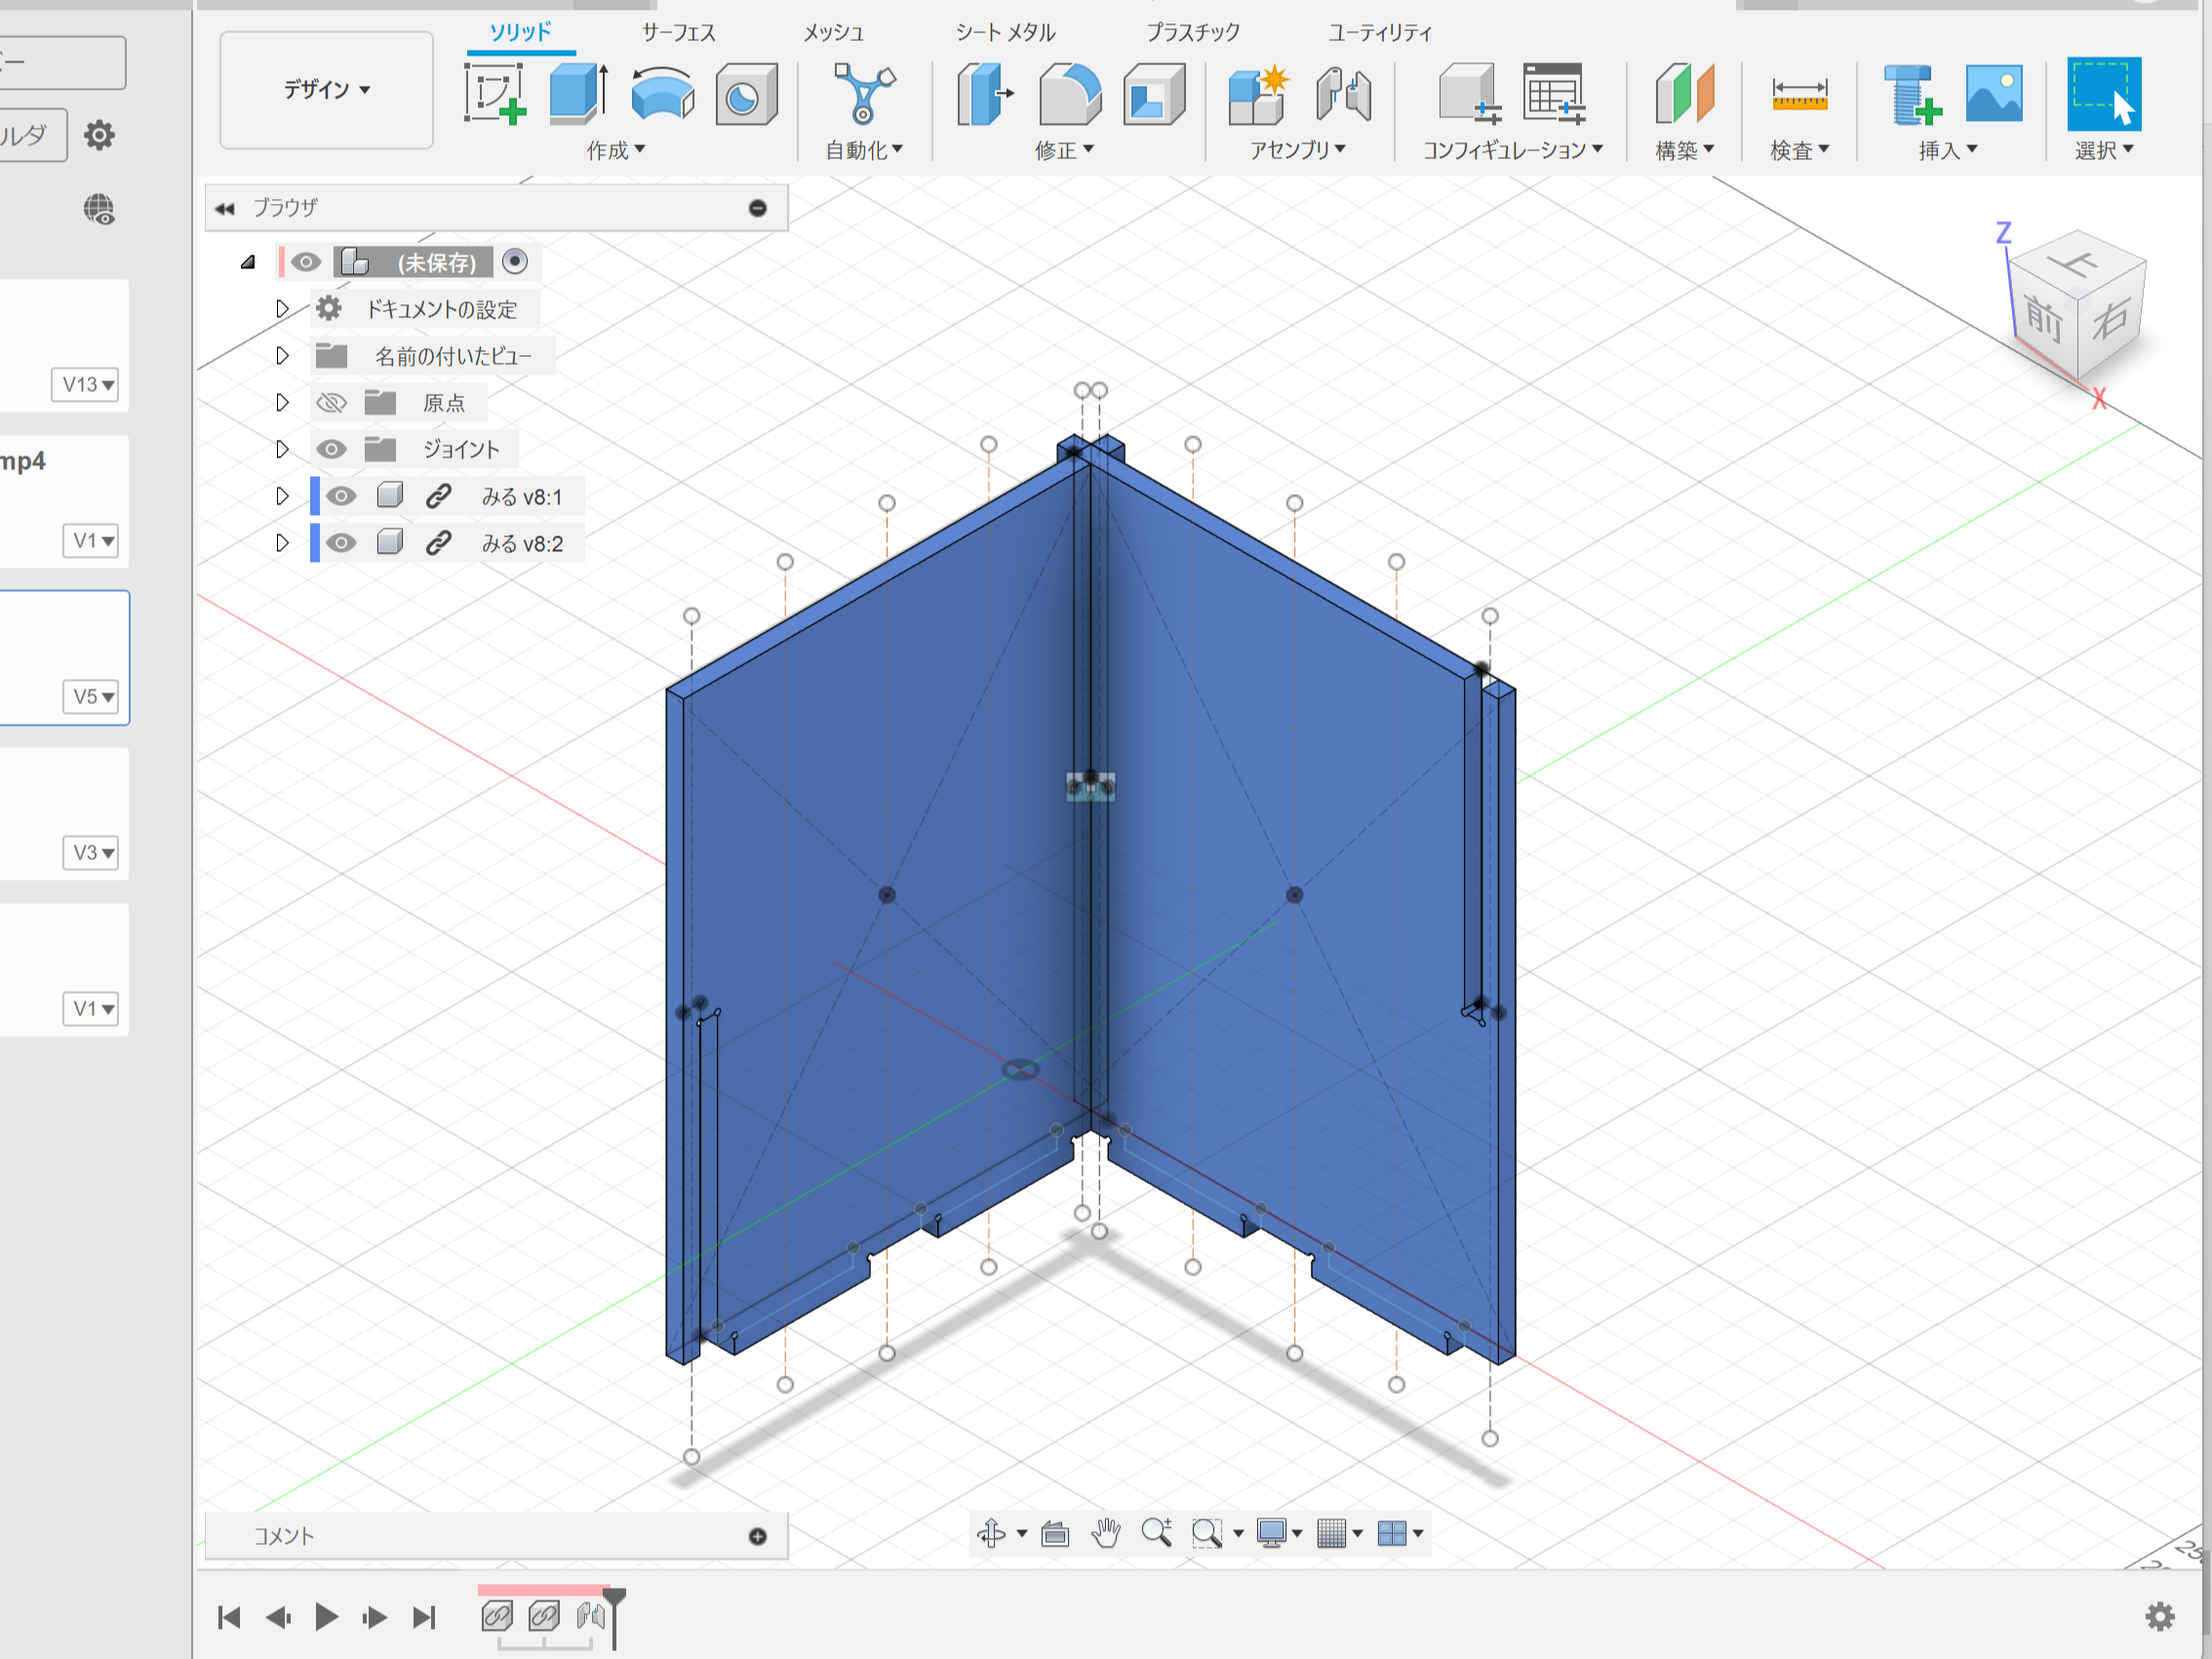 ソリッド サーフェス メッシュ シート メタル プラスチック ユーティリティ
デザイン
作成 自動化 修正 アセンブリ コンフィギュレーション 構築 検査 挿入 選択
ルダ
ブラウザ
(未保存)
ドキュメントの設定
名前の付いたビュー
原点
ジョイント
みる v8:1
みる v8:2
V13
mp4
V1
V5
V3
V1
Z
上
前 右
X
コメント